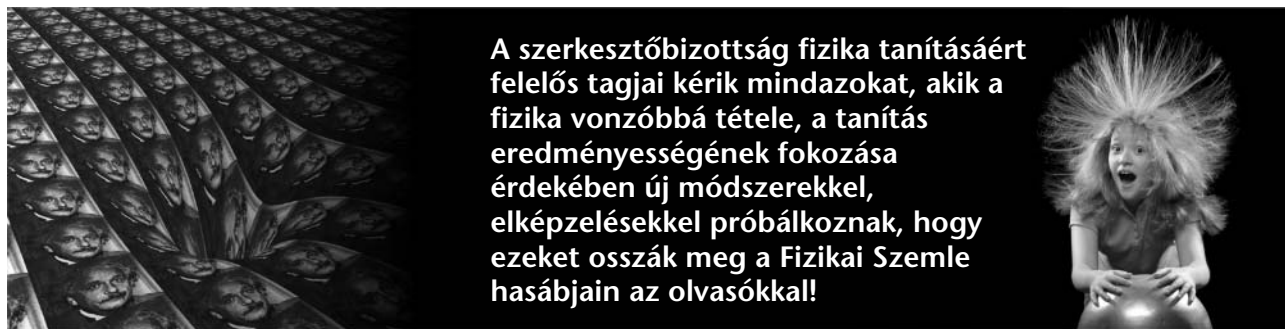 A szerkesztőbizottság fizika tanításáért
felelős tagjai kérik mindazokat, akik a
fizika vonzóbbá tétele, a tanítás
eredményességének fokozása
érdekében új módszerekkel,
elképzelésekkel próbálkoznak, hogy
ezeket osszák meg a Fizikai Szemle
hasábjain az olvasókkal!